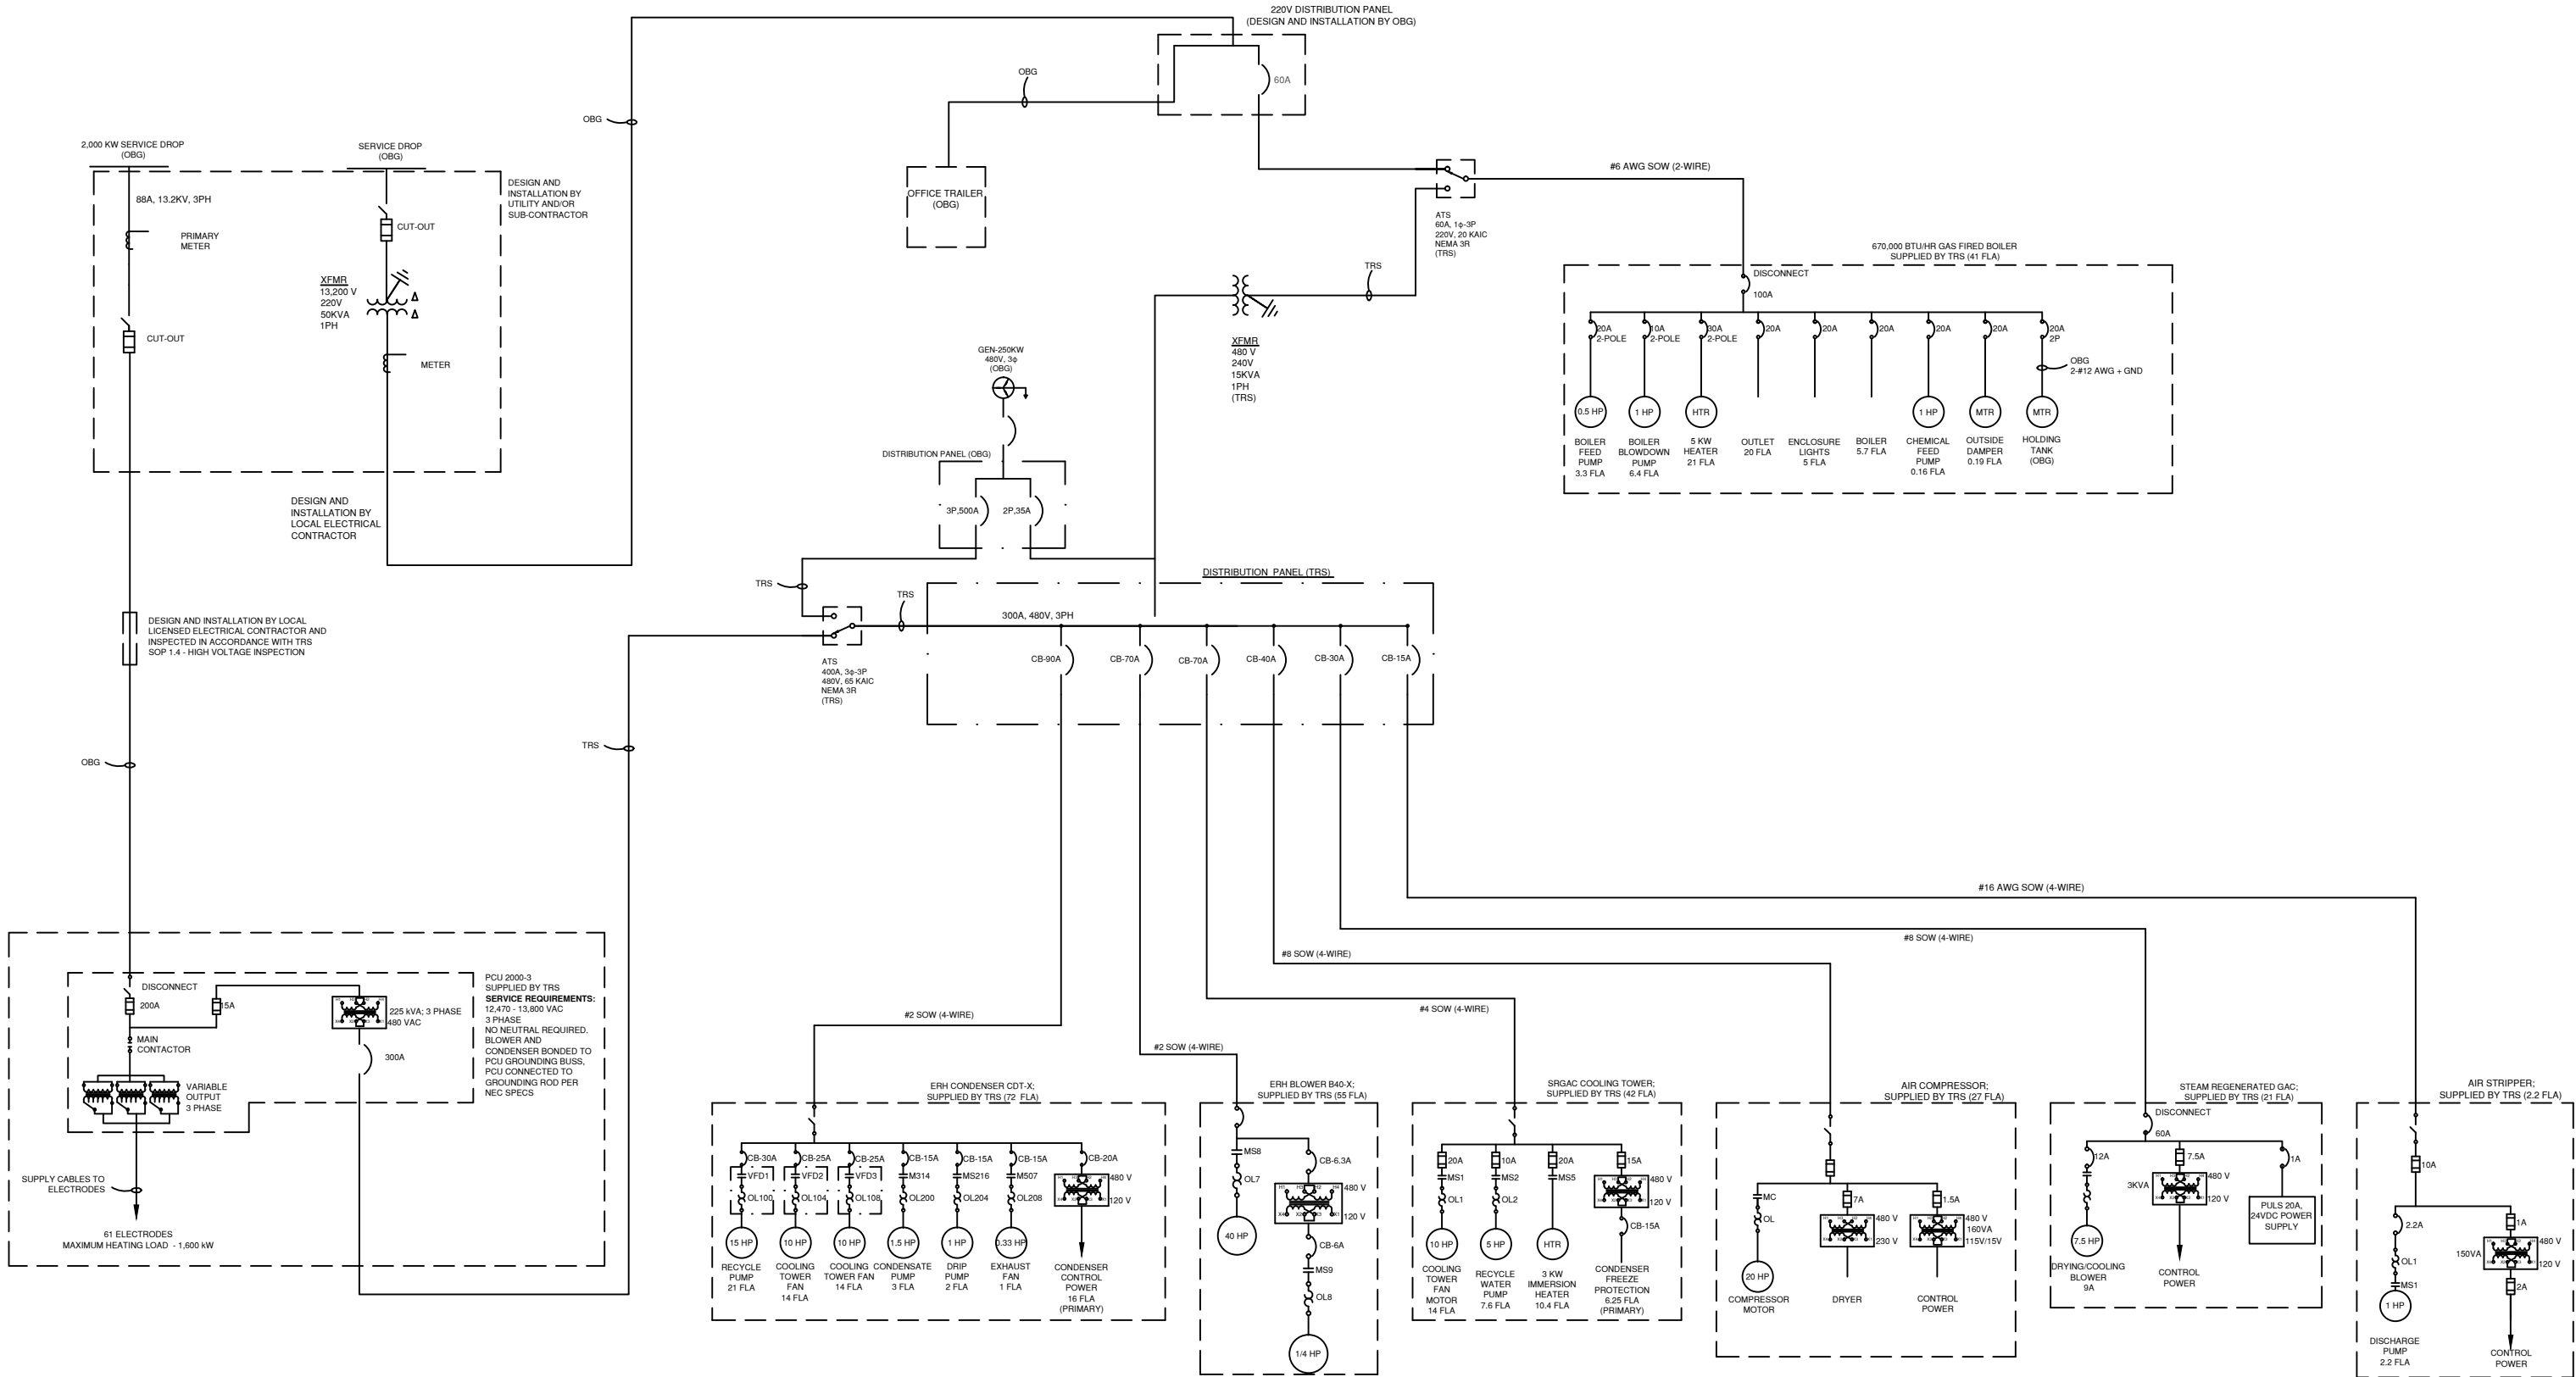 220V DISTRIBUTION PANEL
(DESIGN AND INSTALLATION BY OBG)
60A
OBG
OBG
2,000 KW SERVICE DROP
(OBG)
SERVICE DROP
(OBG)
88A, 13.2KV, 3PH
PRIMARY
METER
CUT-OUT
CUT-OUT
XFMR
13,200 V
220V
50KVA
1PH
Δ
Δ
METER
DESIGN AND
INSTALLATION BY
UTILITY AND/OR
SUB-CONTRACTOR
DESIGN AND
INSTALLATION BY
LOCAL ELECTRICAL
CONTRACTOR
OFFICE TRAILER
(OBG)
#6 AWG SOW (2-WIRE)
ATS
60A, 1ф-3P
220V, 20 KAIC
NEMA 3R
(TRS)
TRS
XFMR
480 V
240V
15KVA
1PH
(TRS)
670,000 BTU/HR GAS FIRED BOILER
SUPPLIED BY TRS (41 FLA)
DISCONNECT
100A
20A
2-POLE
10A
2-POLE
30A
2-POLE
20A
20A
20A
20A
20A
20A
2P
OBG
2-#12 AWG + GND
0.5 HP
1 HP
HTR
1 HP
MTR
MTR
BOILER
FEED
PUMP
3.3 FLA
BOILER
BLOWDOWN
PUMP
6.4 FLA
5 KW
HEATER
21 FLA
OUTLET
20 FLA
ENCLOSURE
LIGHTS
5 FLA
BOILER
5.7 FLA
CHEMICAL
FEED
PUMP
0.16 FLA
OUTSIDE
DAMPER
0.19 FLA
HOLDING
TANK
(OBG)
GEN-250KW
480V, 3ф
(OBG)
DISTRIBUTION PANEL (OBG)
3P,500A
2P,35A
TRS
TRS
DISTRIBUTION PANEL (TRS)
300A, 480V, 3PH
ATS
400A, 3ф-3P
480V, 65 KAIC
NEMA 3R
(TRS)
CB-90A
CB-70A
CB-70A
CB-40A
CB-30A
CB-15A
DESIGN AND INSTALLATION BY LOCAL
LICENSED ELECTRICAL CONTRACTOR AND
INSPECTED IN ACCORDANCE WITH TRS
SOP 1.4 - HIGH VOLTAGE INSPECTION
OBG
TRS
#16 AWG SOW (4-WIRE)
#8 SOW (4-WIRE)
#8 SOW (4-WIRE)
#4 SOW (4-WIRE)
#2 SOW (4-WIRE)
#2 SOW (4-WIRE)
DISCONNECT
200A
15A
MAIN
CONTACTOR
VARIABLE
OUTPUT
3 PHASE
225 kVA; 3 PHASE
480 VAC
300A
PCU 2000-3
SUPPLIED BY TRS
SERVICE REQUIREMENTS:
12,470 - 13,800 VAC
3 PHASE
NO NEUTRAL REQUIRED.
BLOWER AND
CONDENSER BONDED TO
PCU GROUNDING BUSS,
PCU CONNECTED TO
GROUNDING ROD PER
NEC SPECS
SUPPLY CABLES TO
ELECTRODES
61 ELECTRODES
MAXIMUM HEATING LOAD - 1,600 kW
ERH CONDENSER CDT-X;
SUPPLIED BY TRS (72 FLA)
CB-30A
CB-25A
CB-25A
CB-15A
CB-15A
CB-15A
CB-20A
VFD1
VFD2
VFD3
M314
MS216
M507
480 V
120 V
OL100
OL104
OL108
OL200
OL204
OL208
15 HP
10 HP
10 HP
1.5 HP
1 HP
0.33 HP
RECYCLE
PUMP
21 FLA
COOLING
TOWER
FAN
14 FLA
COOLING
TOWER FAN
14 FLA
CONDENSATE
PUMP
3 FLA
DRIP
PUMP
2 FLA
EXHAUST
FAN
1 FLA
CONDENSER
CONTROL
POWER
16 FLA
(PRIMARY)
ERH BLOWER B40-X;
SUPPLIED BY TRS (55 FLA)
MS8
OL7
40 HP
CB-6.3A
480 V
120 V
CB-6A
MS9
OL8
1/4 HP
SRGAC COOLING TOWER;
SUPPLIED BY TRS (42 FLA)
20A
10A
20A
15A
MS1
MS2
MS5
480 V
120 V
OL1
OL2
CB-15A
10 HP
5 HP
HTR
COOLING
TOWER
FAN
MOTOR
14 FLA
RECYCLE
WATER
PUMP
7.6 FLA
3 KW
IMMERSION
HEATER
10.4 FLA
CONDENSER
FREEZE
PROTECTION
6.25 FLA
(PRIMARY)
AIR COMPRESSOR;
SUPPLIED BY TRS (27 FLA)
MC
OL
7A
1.5A
480 V
230 V
480 V
160VA
115V/15V
20 HP
COMPRESSOR
MOTOR
DRYER
CONTROL
POWER
STEAM REGENERATED GAC;
SUPPLIED BY TRS (21 FLA)
DISCONNECT
60A
12A
7.5A
1A
3KVA
480 V
120 V
PULS 20A,
24VDC POWER
SUPPLY
7.5 HP
DRYING/COOLING
BLOWER
9A
CONTROL
POWER
AIR STRIPPER;
SUPPLIED BY TRS (2.2 FLA)
10A
2.2A
1A
OL1
150VA
480 V
120 V
MS1
2A
1 HP
DISCHARGE
PUMP
2.2 FLA
CONTROL
POWER